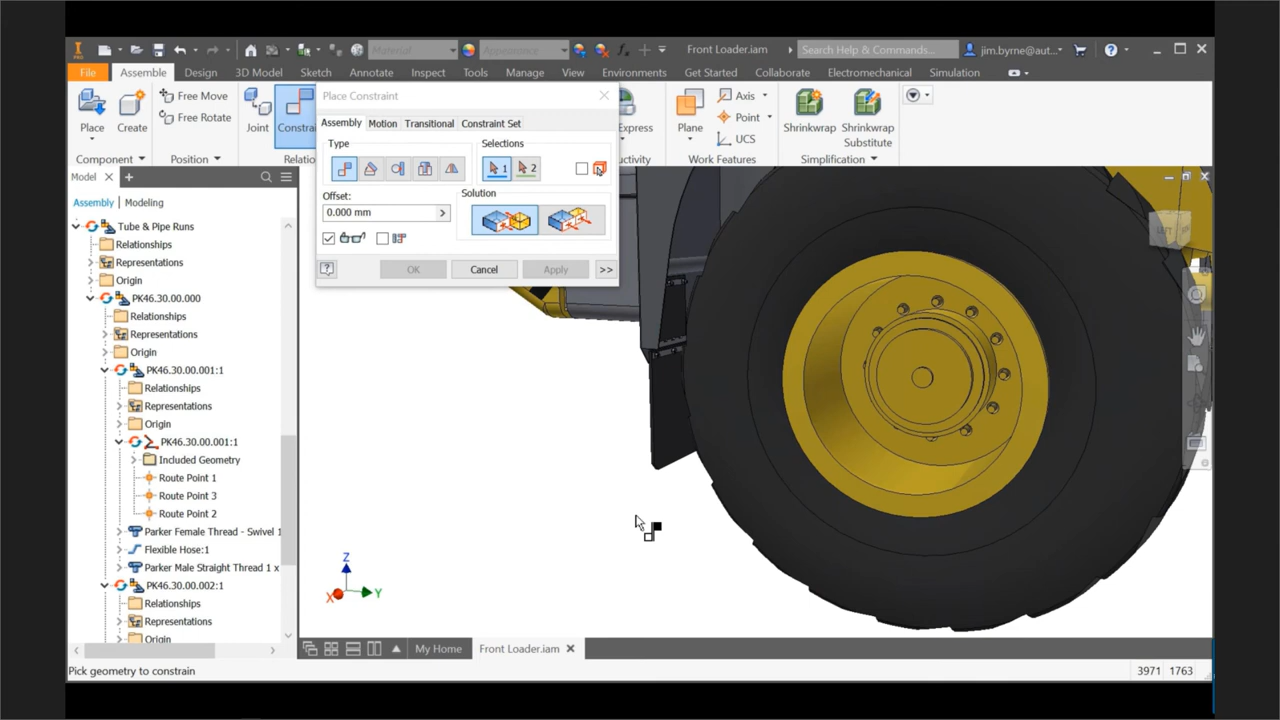 PRO
Material
Appearance
Front Loader.iam
Search Help & Commands...
jim.byrne@aut...
File
Assemble
Design
3D Model
Sketch
Annotate
Inspect
Tools
Manage
View
Environments
Get Started
Collaborate
Electromechanical
Simulation
Place
Create
Component
Free Move
Free Rotate
Position
Joint
Constrai
Relatio
Place Constraint
Assembly
Motion
Transitional
Constraint Set
Type
Selections
1
2
Offset:
0.000 mm
Solution
OK
Cancel
Apply
>>
Express
Plane
Axis
Point
UCS
Work Features
Shrinkwrap
Shrinkwrap
Substitute
Simplification
Model
Assembly
Modeling
Tube & Pipe Runs
Relationships
Representations
Origin
PK46.30.00.000
Relationships
Representations
Origin
PK46.30.00.001:1
Relationships
Representations
Origin
PK46.30.00.001:1
Included Geometry
Route Point 1
Route Point 3
Route Point 2
Parker Female Thread - Swivel 1
Flexible Hose:1
Parker Male Straight Thread 1 x
PK46.30.00.002:1
Relationships
Representations
Origin
LEFT
Z
X
Y
My Home
Front Loader.iam
Pick geometry to constrain
3971
1763